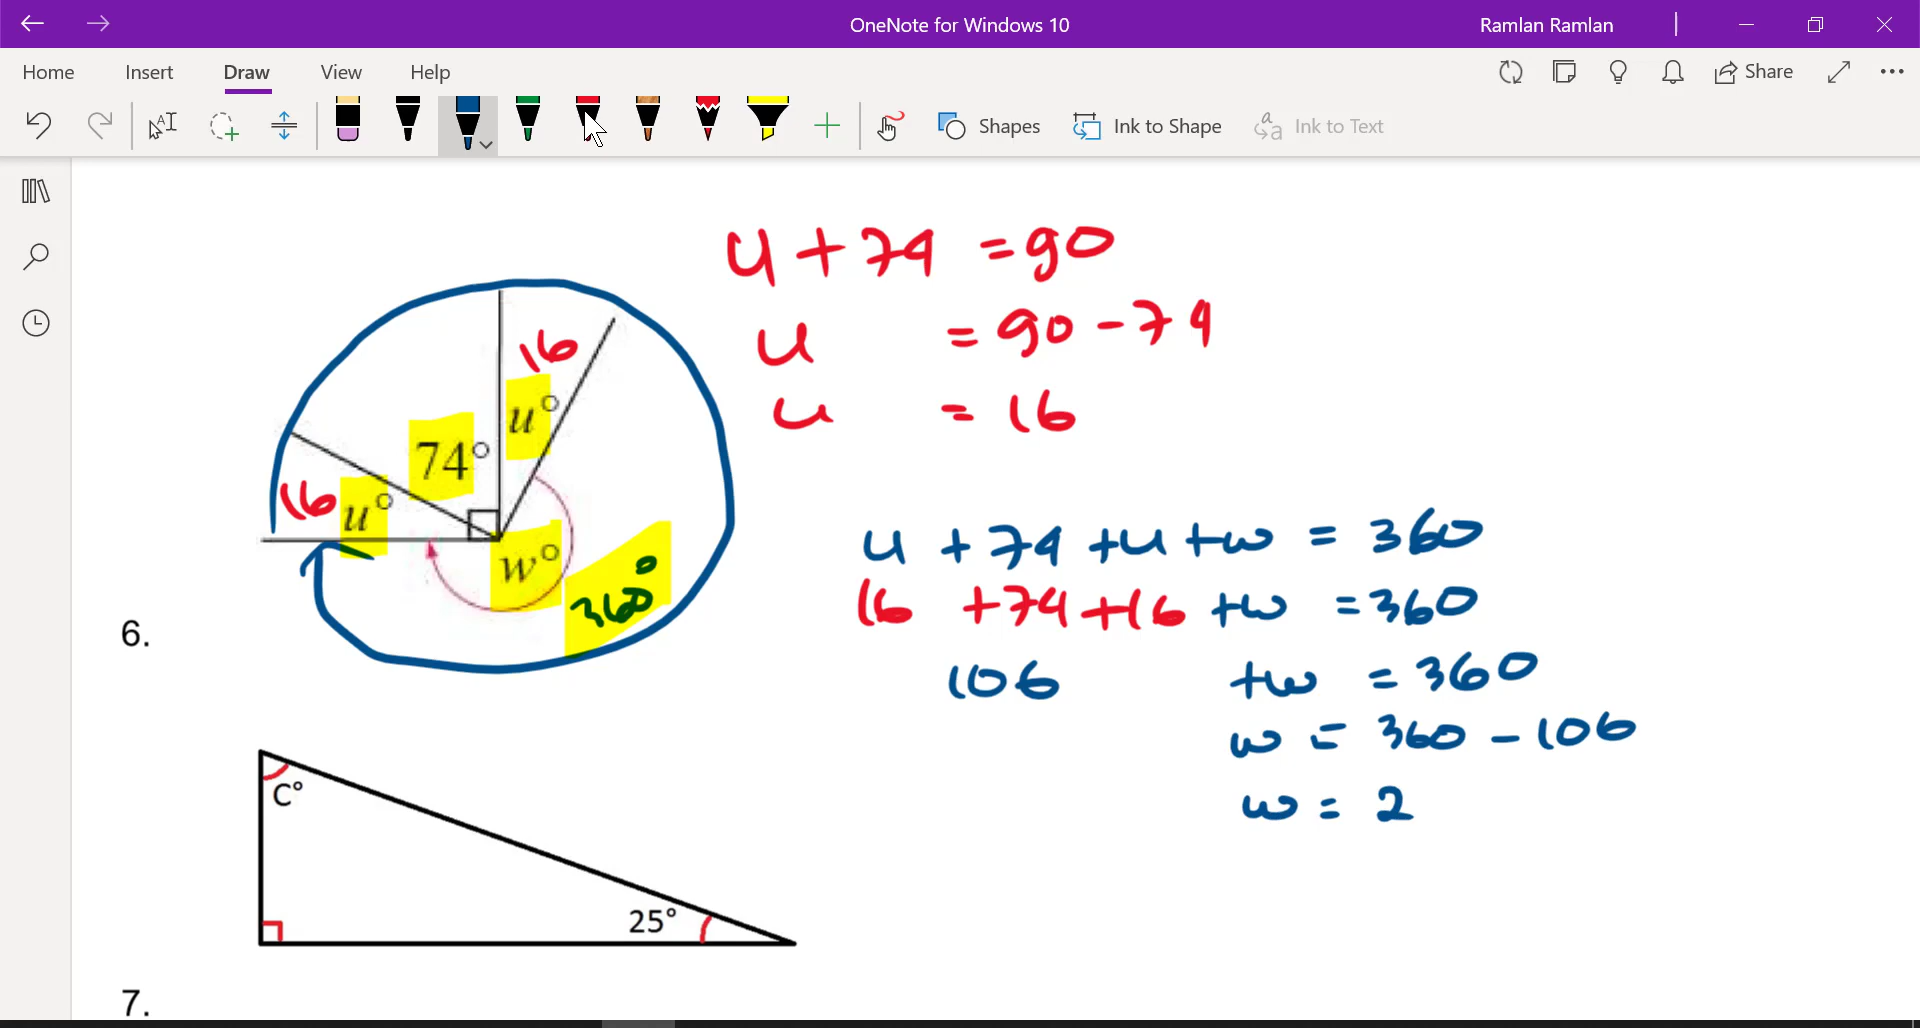 OneNote for Windows 10
Ramlan Ramlan
Home Insert Draw View Help
Share
Shapes Ink to Shape Ink to Text
u + 74 = 90
u = 90 - 74
u = 16
16
u°
74°
16 u°
w°
360°
6.
u + 74 + u + w = 360
16 + 74 + 16 + w = 360
106 + w = 360
w = 360 - 106
w = 2
C°
25°
7.